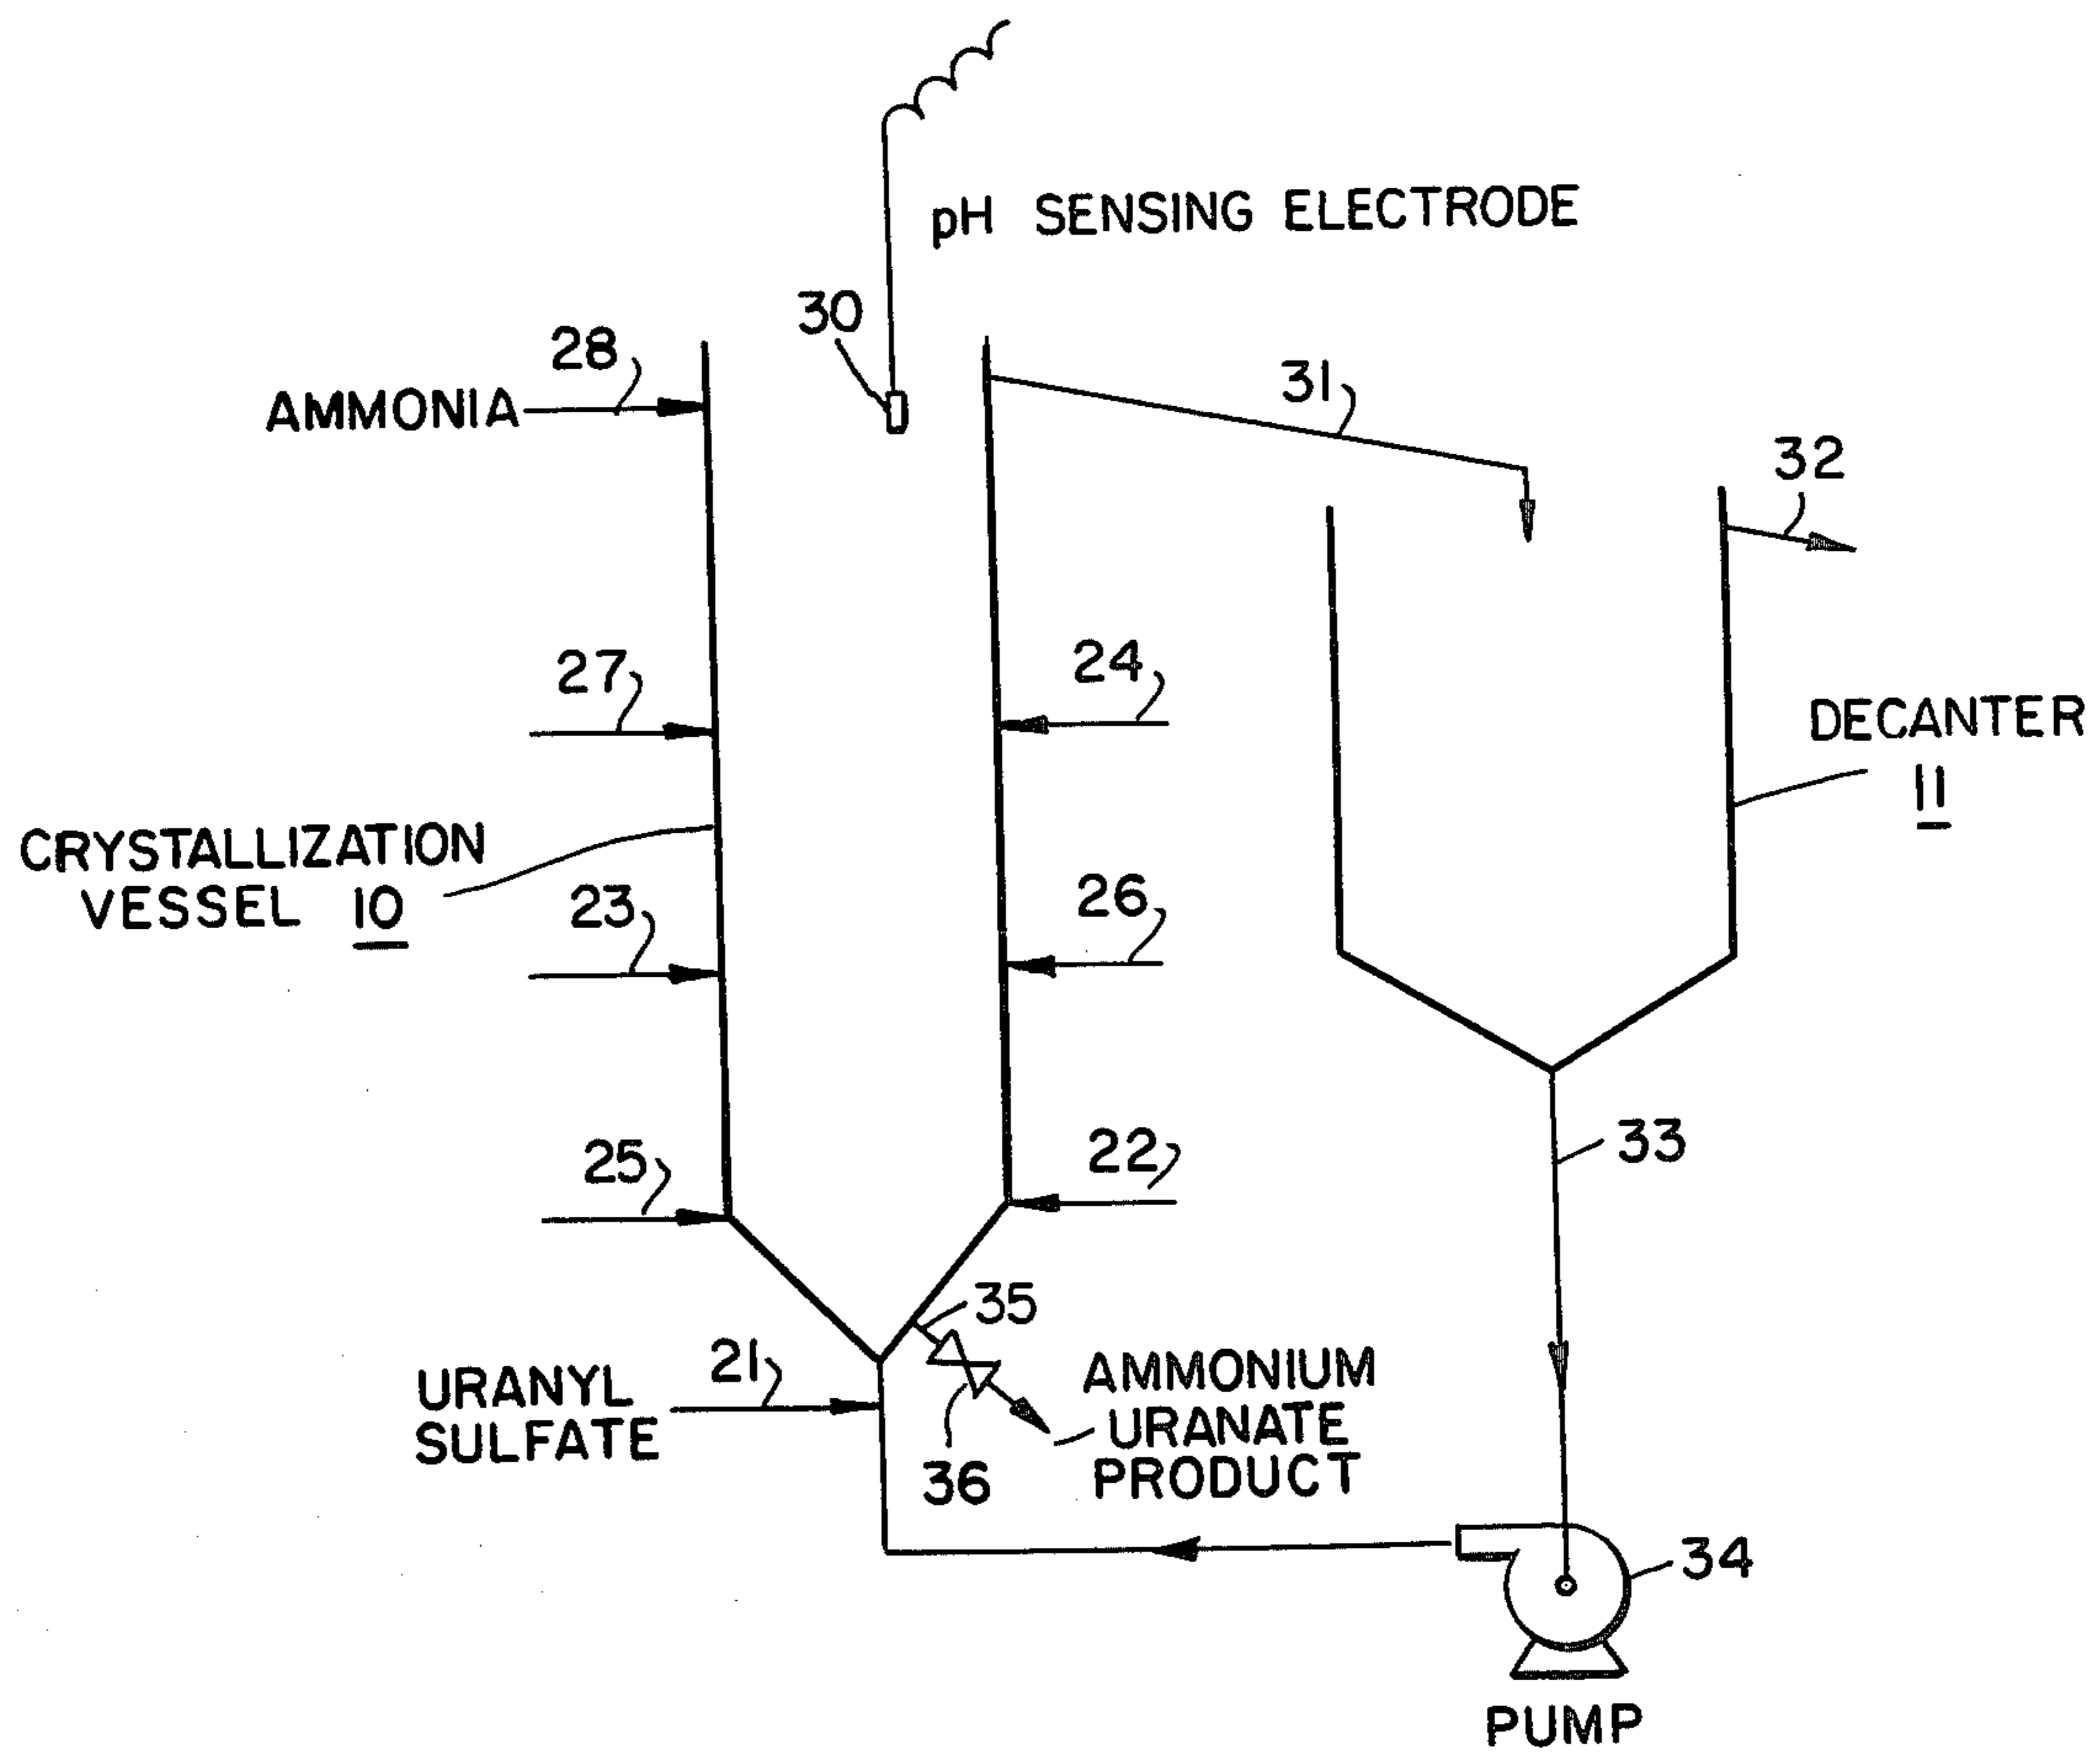 pH SENSING ELECTRODE
30
28
AMMONIA
31
32
27
24
DECANTER
11
CRYSTALLIZATION
VESSEL 10
23
26
25
22
33
35
21
URANYL
SULFATE
AMMONIUM
URANATE
PRODUCT
36
34
PUMP